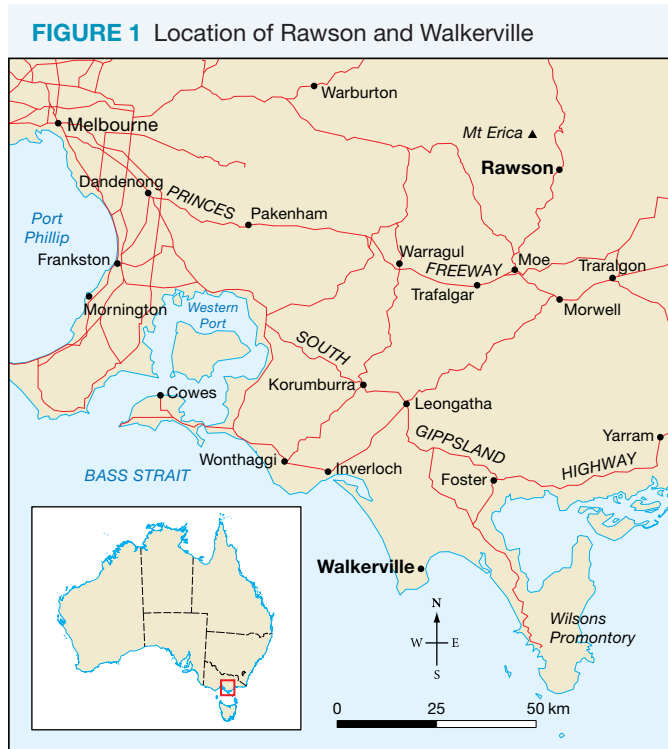 FIGURE 1 Location of Rawson and Walkerville
Warburton
Melbourne
Mt Erica
Rawson
Dandenong
PRINCES
Port
Phillip
Pakenham
Frankston
Warragul
FREEWAY
Moe
Traralgon
Trafalgar
Mornington
Morwell
Western
Port
SOUTH
Korumburra
Cowes
Leongatha
GIPPSLAND
Yarram
HIGHWAY
Wonthaggi
BASS STRAIT
Inverloch
Foster
Walkerville
N
W E
S
Wilsons
Promontory
0 25 50 km